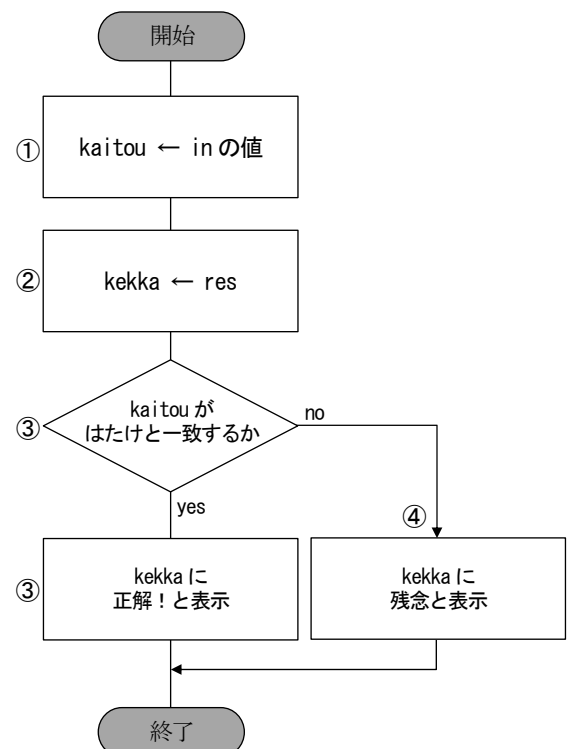 開始
①
kaitou ← in の値
②
kekka ← res
③
kaitou が
はたけと一致するか
no
yes
④
③
kekka に
正解！と表示
kekka に
残念と表示
終了